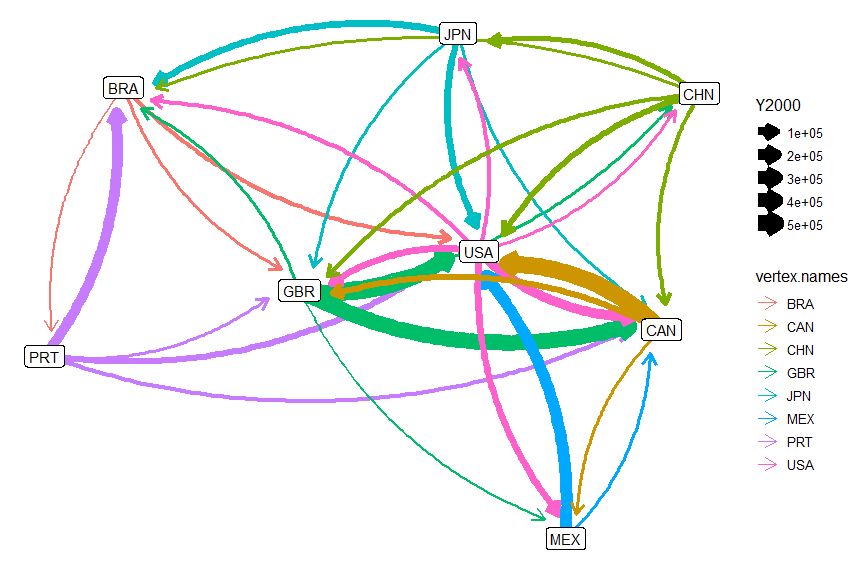 JPN
BRA
CHN
USA
GBR
CAN
PRT
MEX
Y2000
1e+05
2e+05
3e+05
4e+05
5e+05
vertex.names
BRA
CAN
CHN
GBR
JPN
MEX
PRT
USA